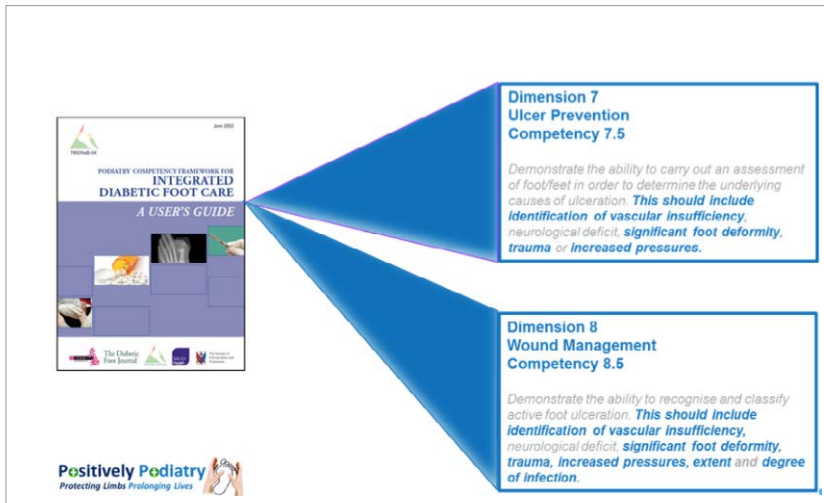 June 2022
TRIEPodD-UK
PODIATRY COMPETENCY FRAMEWORK FOR
INTEGRATED
DIABETIC FOOT CARE
A USER'S GUIDE
The Diabetic
Foot Journal
Positively Podiatry
Protecting Limbs Prolonging Lives
Dimension 7
Ulcer Prevention
Competency 7.5
Demonstrate the ability to carry out an assessment
of foot/feet in order to determine the underlying
causes of ulceration. This should include
identification of vascular insufficiency,
neurological deficit, significant foot deformity,
trauma or increased pressures.
Dimension 8
Wound Management
Competency 8.5
Demonstrate the ability to recognise and classify
active foot ulceration. This should include
identification of vascular insufficiency,
neurological deficit, significant foot deformity,
trauma, increased pressures, extent and degree
of infection.